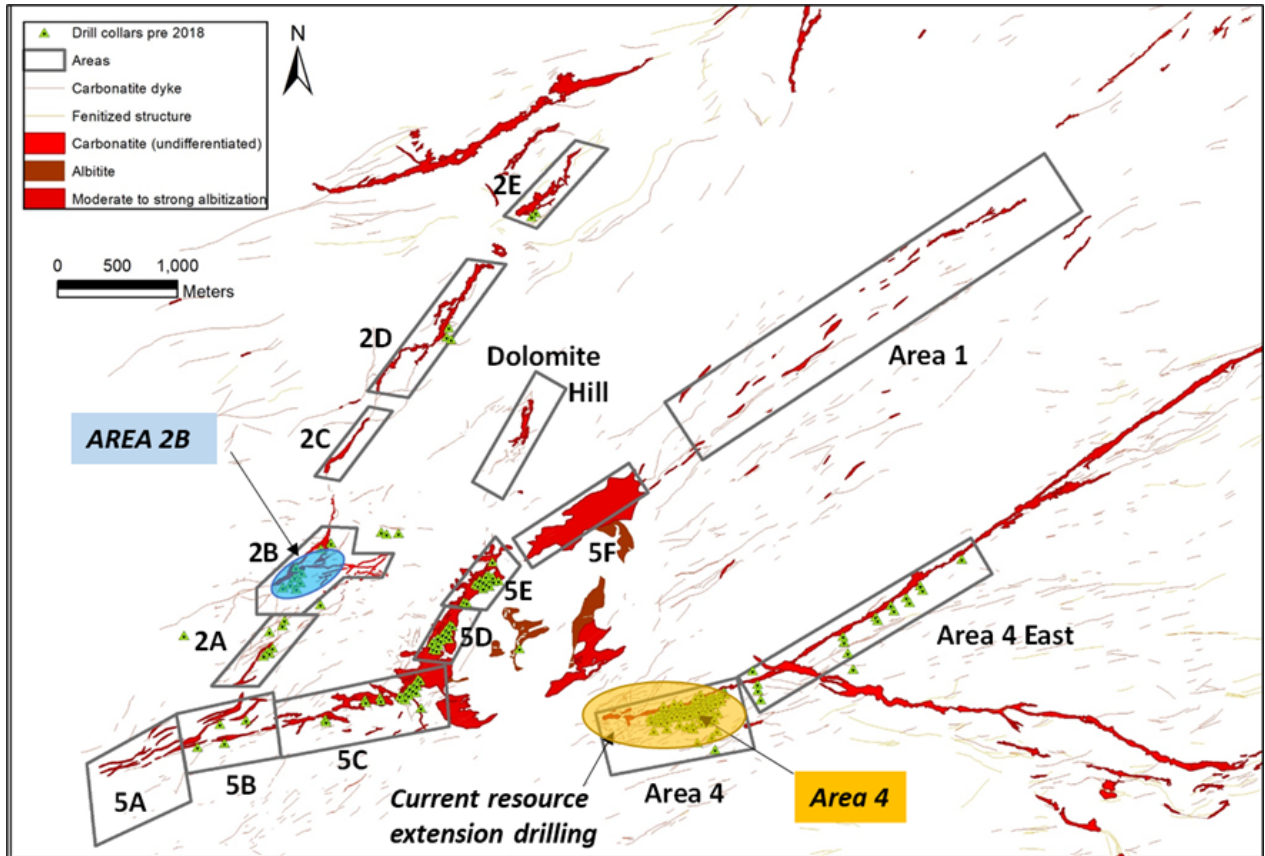 Drill collars pre 2018
Areas
Carbonatite dyke
Fenitized structure
Carbonatite (undifferentiated)
Albitite
Moderate to strong albitization
N
0 500 1,000
Meters
2E
2D
Dolomite
Hill
Area 1
2C
AREA 2B
2B
5F
5E
2A
5D
Area 4 East
5C
5B
5A
Area 4
Current resource
extension drilling
Area 4